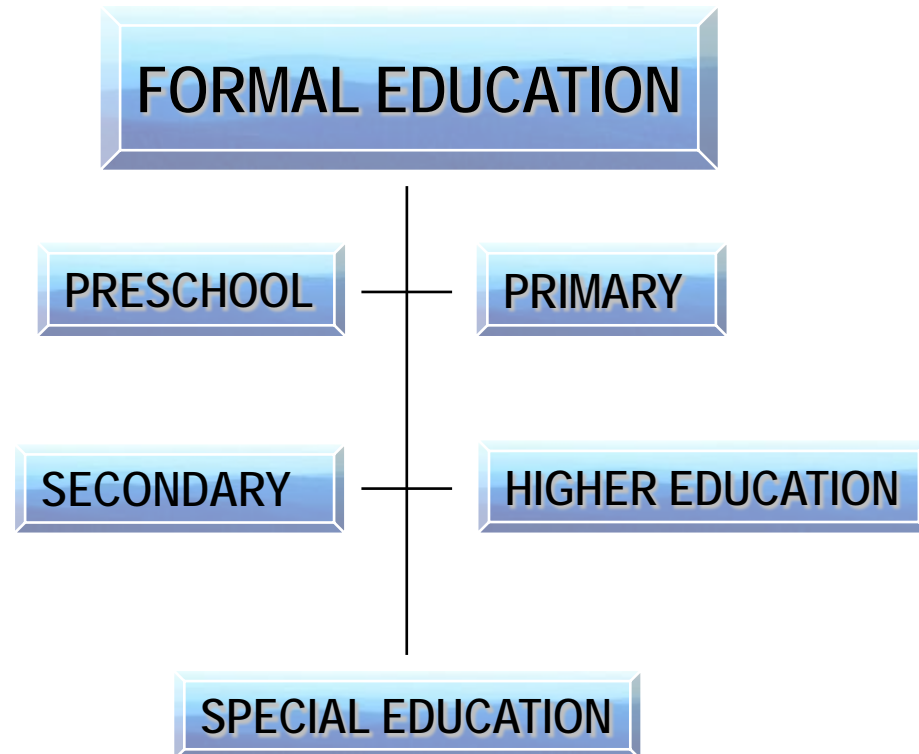 FORMAL EDUCATION
PRESCHOOL
PRIMARY
SECONDARY
HIGHER EDUCATION
SPECIAL EDUCATION